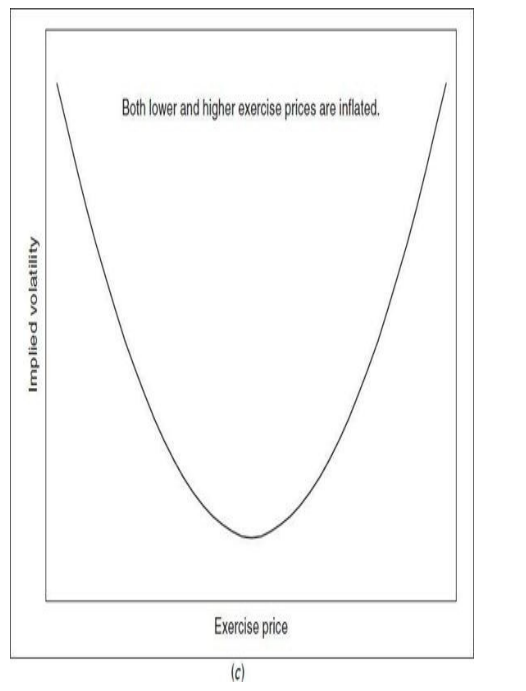 Both lower and higher exercise prices are inflated.
Implied volatility
Exercise price
(c)